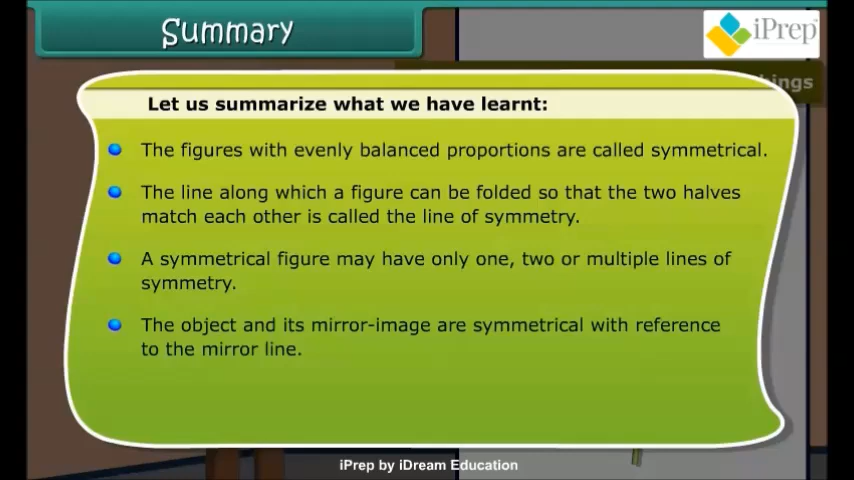 Summary
iPrep
ings
Let us summarize what we have learnt:
The figures with evenly balanced proportions are called symmetrical.
The line along which a figure can be folded so that the two halves
match each other is called the line of symmetry.
A symmetrical figure may have only one, two or multiple lines of
symmetry.
The object and its mirror-image are symmetrical with reference
to the mirror line.
iPrep by iDream Education